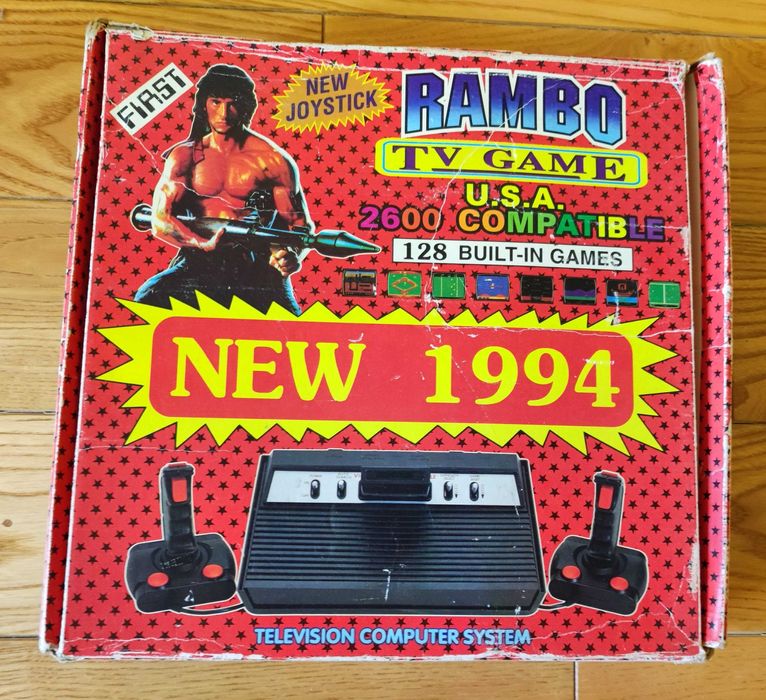 FIRST
NEW
JOYSTICK
RAMBO
TV GAME
U.S.A.
2600 COMPATIBLE
128 BUILT-IN GAMES
NEW 1994
TELEVISION COMPUTER SYSTEM